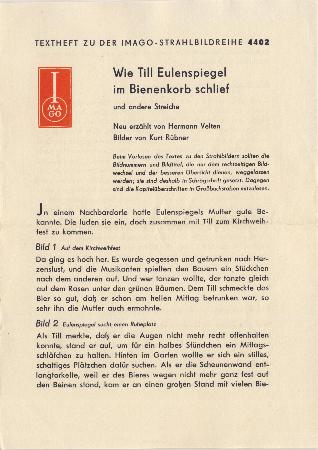 TEXTHEFT ZU DER IMAGO-STRAHLBILDREIHE 4402
I
MA
GO
Wie Till Eulenspiegel
im Bienenkorb schlief
und andere Streiche
Neu erzählt von Hermann Velten
Bilder von Kurt Rübner
Beim Vorlesen des Textes zu den Strahlbildern sollten die
Bildnummern und Bildtitel, die nur dem rechtzeitigen Bild-
wechsel und der besseren Übersicht dienen, weggelassen
werden; sie sind deshalb in Schrägschrift gesetzt. Dagegen
sind die Kapitelüberschriften in Großbuchstaben mitzulesen.
In einem Nachbardorfe hatte Eulenspiegels Mutter gute Be-
kannte. Die luden sie ein, doch zusammen mit Till zum Kirchweih-
fest zu kommen.
Bild 1 Auf dem Kirchweihfest
Da ging es hoch her. Es wurde gegessen und getrunken nach Her-
zenslust, und die Musikanten spielten den Bauern ein Stückchen
nach dem anderen auf. Und wer tanzen wollte, der tanzte gleich
auf dem Rasen unter den grünen Bäumen. Dem Till schmeckte das
Bier so gut, daß er schon am hellen Mittag betrunken war, so
sehr ihn die Mutter auch ermahnte.
Bild 2 Eulenspiegel sucht einen Ruheplatz
Als Till merkte, daß er die Augen nicht mehr recht offenhalten
konnte, stand er auf, um für ein halbes Stündchen ein Mittags-
schläfchen zu halten. Hinten im Garten wollte er sich ein stilles,
schattiges Plätzchen dafür suchen. Als er die Scheunenwand ent-
langtorkelte, weil er des Bieres wegen nicht mehr ganz fest auf
den Beinen stand, kam er an einen großen Stand mit vielen Bie-